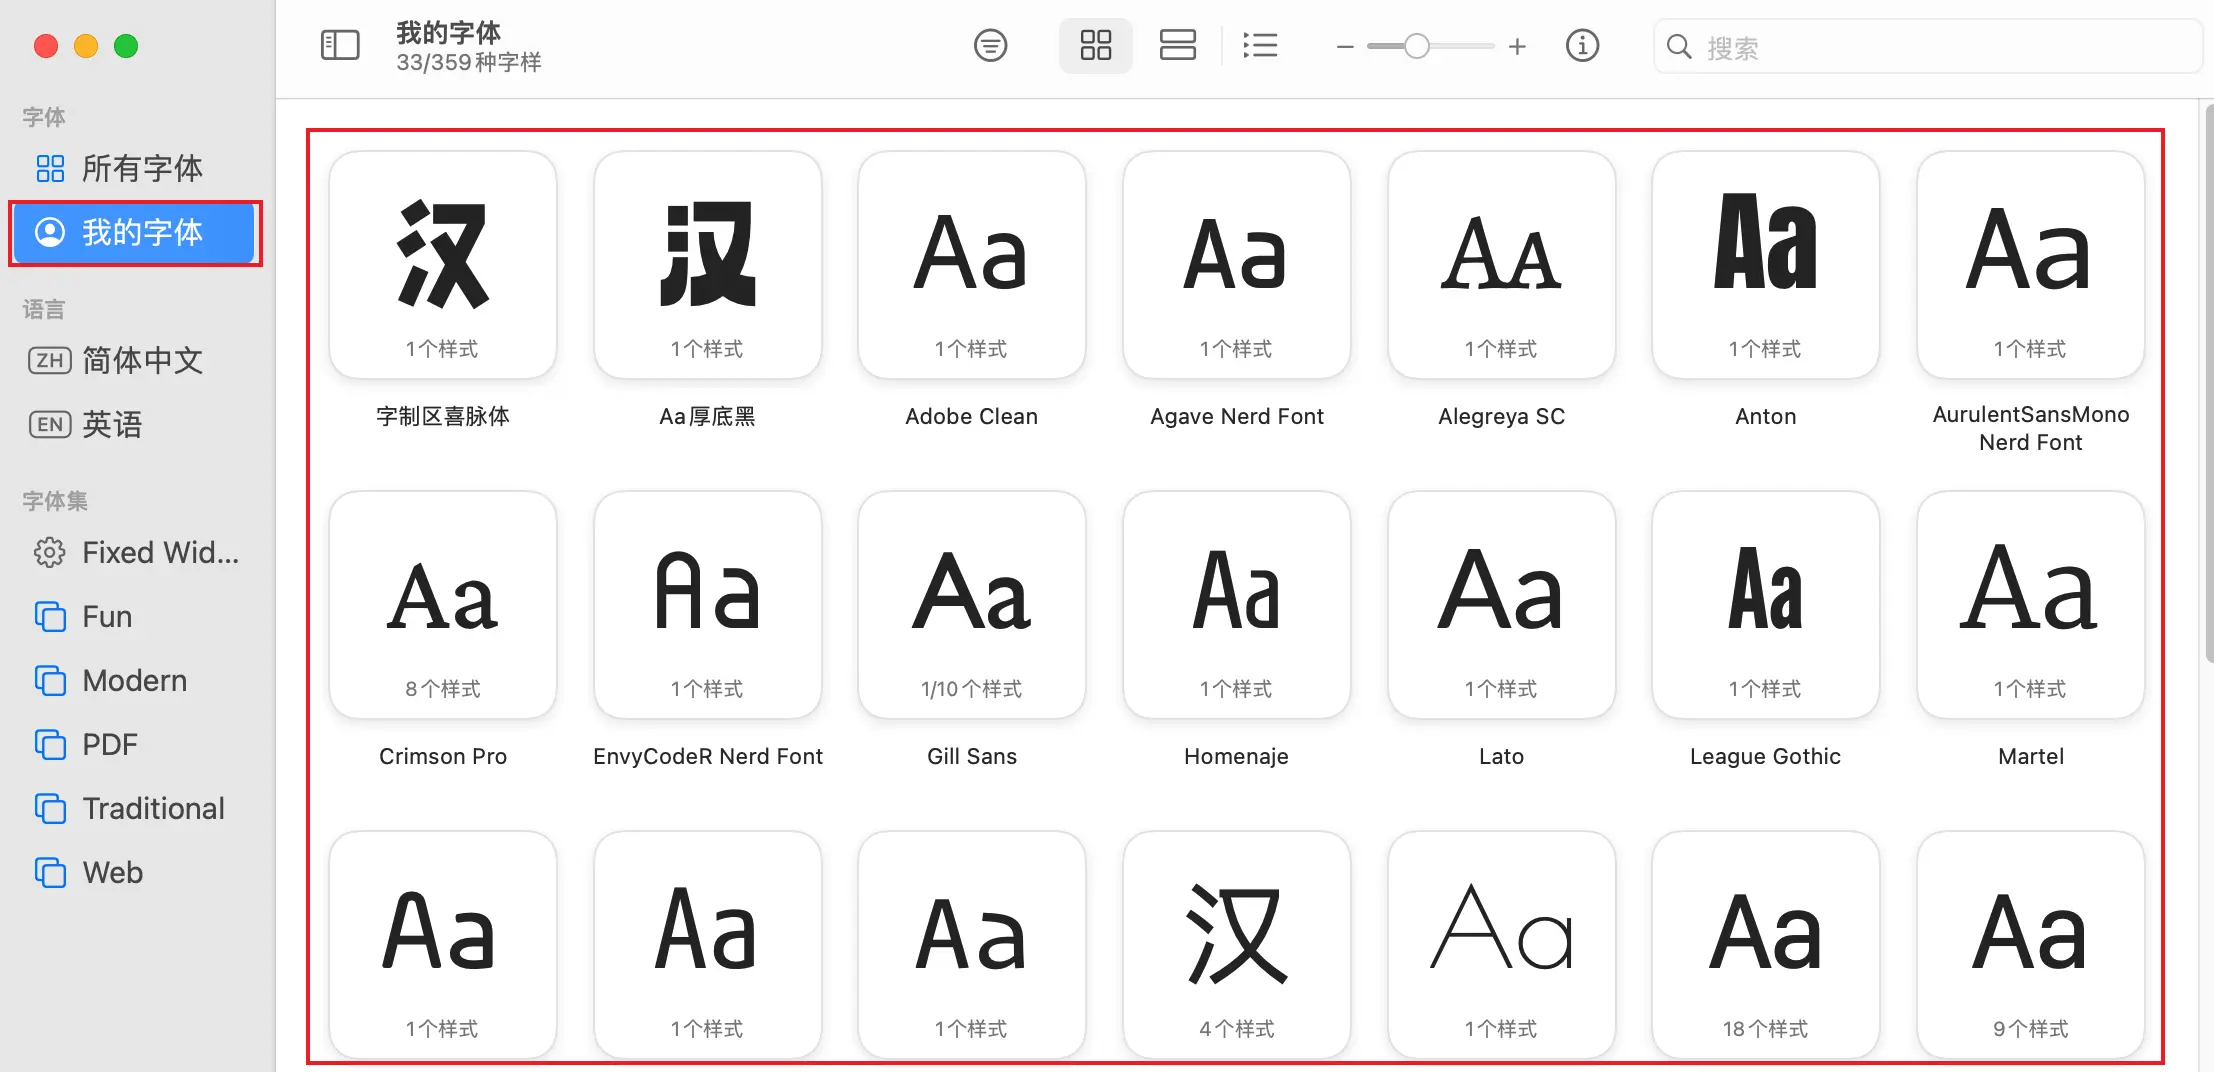 我的字体
33/359种字样
搜索
字体
所有字体
我的字体
语言
ZH 简体中文
EN 英语
字体集
Fixed Wid...
Fun
Modern
PDF
Traditional
Web
汉 汉 Aa Aa AA Aa Aa
1个样式 1个样式 1个样式 1个样式 1个样式 1个样式 1个样式
字制区喜脉体 Aa厚底黑 Adobe Clean Agave Nerd Font Alegreya SC Anton AurulentSansMono
Nerd Font
Aa Aa Aa Aa Aa Aa Aa
8个样式 1个样式 1/10个样式 1个样式 1个样式 1个样式 1个样式
Crimson Pro EnvyCodeR Nerd Font Gill Sans Homenaje Lato League Gothic Martel
Aa Aa Aa 汉 Aa Aa Aa
1个样式 1个样式 1个样式 4个样式 1个样式 18个样式 9个样式